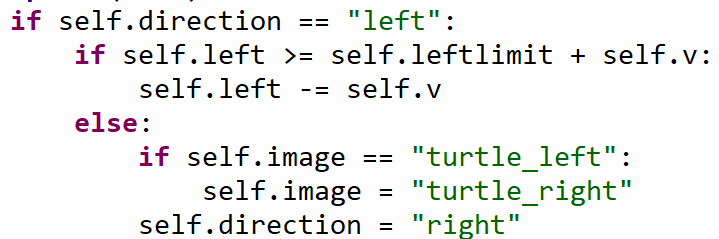 if self.direction == "left":
    if self.left >= self.leftlimit + self.v:
        self.left -= self.v
    else:
        if self.image == "turtle_left":
            self.image = "turtle_right"
        self.direction = "right"